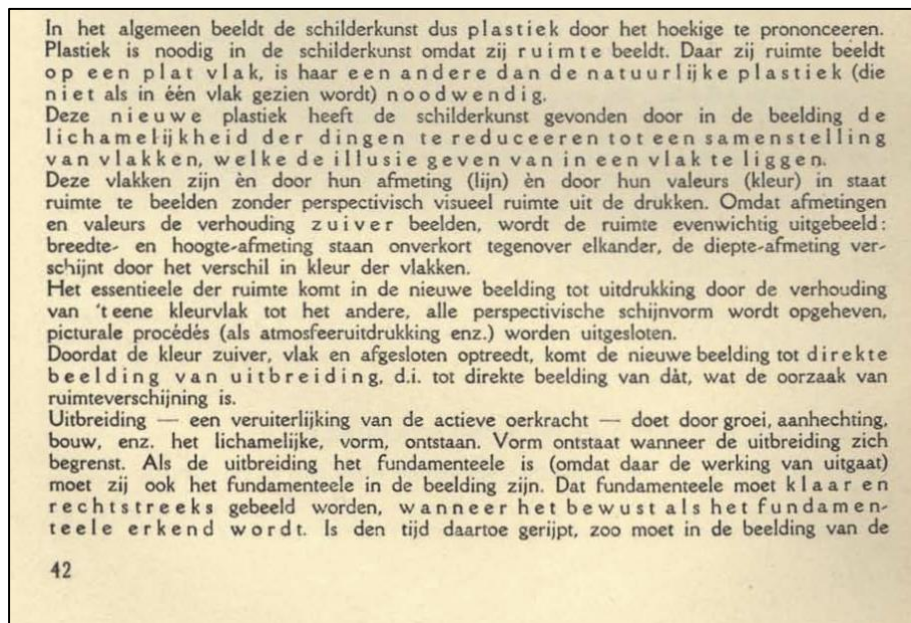 In het algemeen beeldt de schilderkunst dus plastiek door het hoekige te prononceeren.
Plastiek is noodig in de schilderkunst omdat zij ruimte beeldt. Daar zij ruimte beeldt
op een plat vlak, is haar een andere dan de natuurlijke plastiek (die
niet als in één vlak gezien wordt) noodwendig.
Deze nieuwe plastiek heeft de schilderkunst gevonden door in de beelding de
lichamelijkheid der dingen te reduceeren tot een samenstelling
van vlakken, welke de illusie geven van in een vlak te liggen.
Deze vlakken zijn èn door hun afmeting (lijn) èn door hun valeurs (kleur) in staat
ruimte te beelden zonder perspectivisch visueel ruimte uit de drukken. Omdat afmetingen
en valeurs de verhouding zuiver beelden, wordt de ruimte evenwichtig uitgebeeld:
breedte- en hoogte-afmeting staan onverkort tegenover elkander, de diepte-afmeting ver-
schijnt door het verschil in kleur der vlakken.
Het essentieele der ruimte komt in de nieuwe beelding tot uitdrukking door de verhouding
van 't eene kleurvlak tot het andere, alle perspectivische schijnvorm wordt opgeheven,
picturale procédés (als atmosfeeruitdrukking enz.) worden uitgesloten.
Doordat de kleur zuiver, vlak en afgesloten optreedt, komt de nieuwe beelding tot direkte
beelding van uitbreiding, d.i. tot direkte beelding van dàt, wat de oorzaak van
ruimteverschijning is.
Uitbreiding — een veruiterlijking van de actieve oerkracht — doet door groei, aanhechting,
bouw, enz. het lichamelijke, vorm, ontstaan. Vorm ontstaat wanneer de uitbreiding zich
begrenst. Als de uitbreiding het fundamenteele is (omdat daar de werking van uitgaat)
moet zij ook het fundamenteele in de beelding zijn. Dat fundamenteele moet klaar en
rechtstreeks gebeeld worden, wanneer het bewust als het fundamen-
teele erkend wordt. Is den tijd daartoe gerijpt, zoo moet in de beelding van de
42